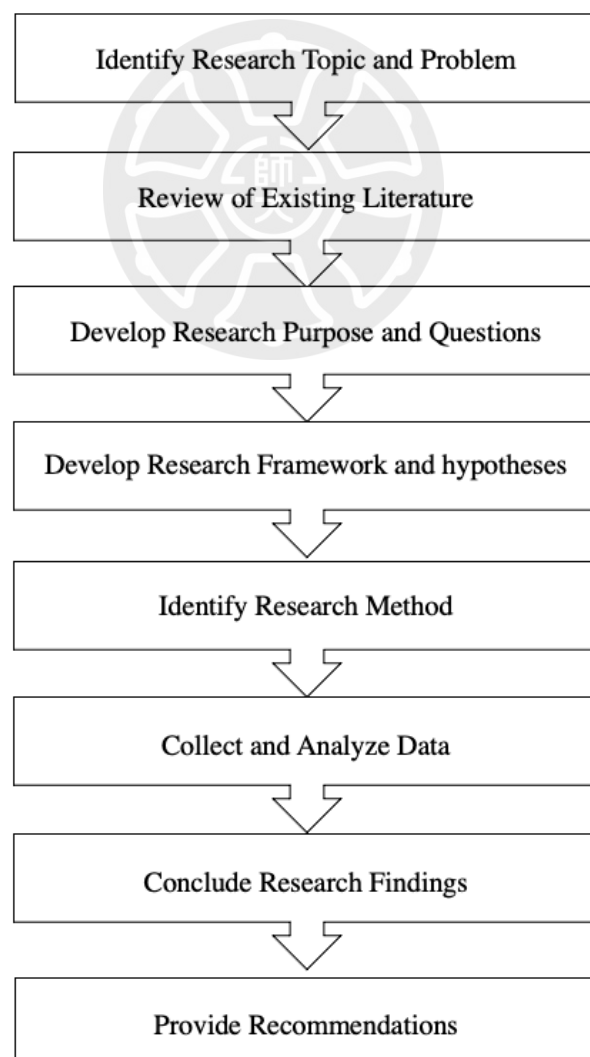 Identify Research Topic and Problem
師大
Review of Existing Literature
Develop Research Purpose and Questions
Develop Research Framework and hypotheses
Identify Research Method
Collect and Analyze Data
Conclude Research Findings
Provide Recommendations